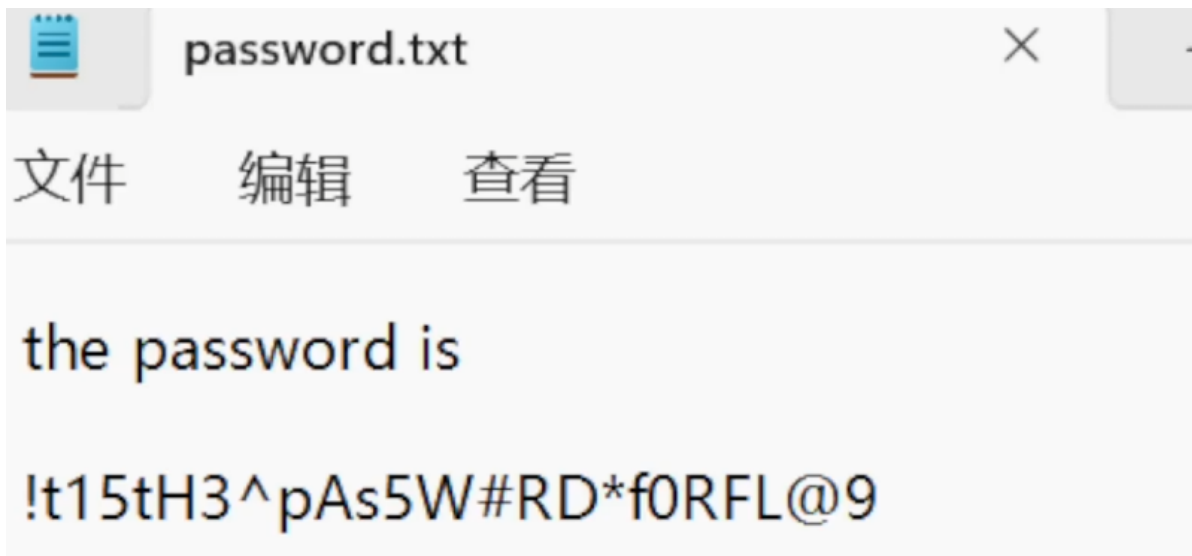 password.txt
文件 编辑 查看
the password is
!t15tH3^pAs5W#RD*f0RFL@9